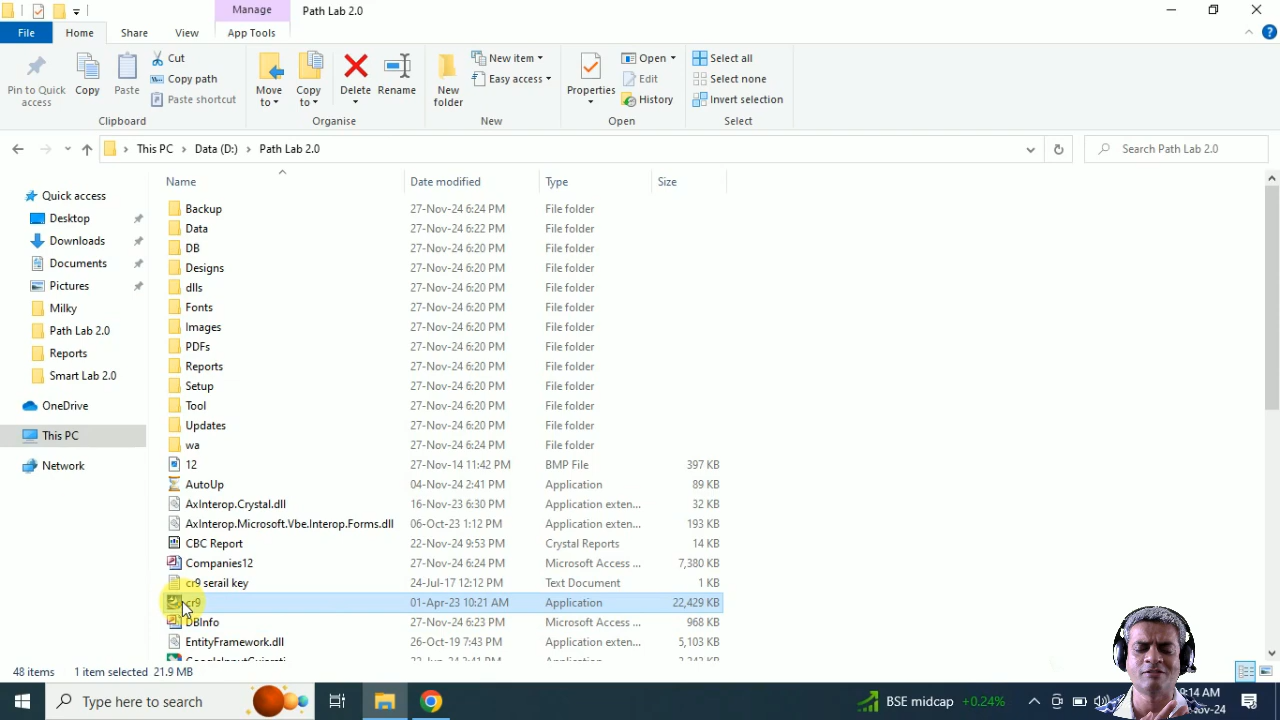 Manage
Path Lab 2.0
File
Home
Share
View
App Tools
Pin to Quick access
Copy
Paste
Cut
Copy path
Paste shortcut
Clipboard
Move to
Copy to
Delete
Rename
Organise
New folder
New item
Easy access
New
Properties
Open
Edit
History
Open
Select all
Select none
Invert selection
Select
This PC
Data (D:)
Path Lab 2.0
Search Path Lab 2.0
Name
Date modified
Type
Size
Quick access
Desktop
Downloads
Documents
Pictures
Milky
Path Lab 2.0
Reports
Smart Lab 2.0
OneDrive
This PC
Network
Backup 27-Nov-24 6:24 PM File folder
Data 27-Nov-24 6:22 PM File folder
DB 27-Nov-24 6:20 PM File folder
Designs 27-Nov-24 6:20 PM File folder
dlls 27-Nov-24 6:20 PM File folder
Fonts 27-Nov-24 6:20 PM File folder
Images 27-Nov-24 6:20 PM File folder
PDFs 27-Nov-24 6:20 PM File folder
Reports 27-Nov-24 6:20 PM File folder
Setup 27-Nov-24 6:20 PM File folder
Tool 27-Nov-24 6:20 PM File folder
Updates 27-Nov-24 6:20 PM File folder
wa 27-Nov-24 6:24 PM File folder
12 27-Nov-14 11:42 PM BMP File 397 KB
AutoUp 04-Nov-24 2:41 PM Application 89 KB
AxInterop.Crystal.dll 16-Nov-23 6:30 PM Application exten... 32 KB
AxInterop.Microsoft.Vbe.Interop.Forms.dll 06-Oct-23 1:12 PM Application exten... 193 KB
CBC Report 22-Nov-24 9:53 PM Crystal Reports 14 KB
Companies12 27-Nov-24 6:24 PM Microsoft Access ... 7,380 KB
cr9 serail key 24-Jul-17 12:12 PM Text Document 1 KB
cr9 01-Apr-23 10:21 AM Application 22,429 KB
DBInfo 27-Nov-24 6:23 PM Microsoft Access ... 968 KB
EntityFramework.dll 26-Oct-19 7:43 PM Application exten... 5,103 KB
48 items 1 item selected 21.9 MB
Type here to search
BSE midcap +0.24%
:14 AM